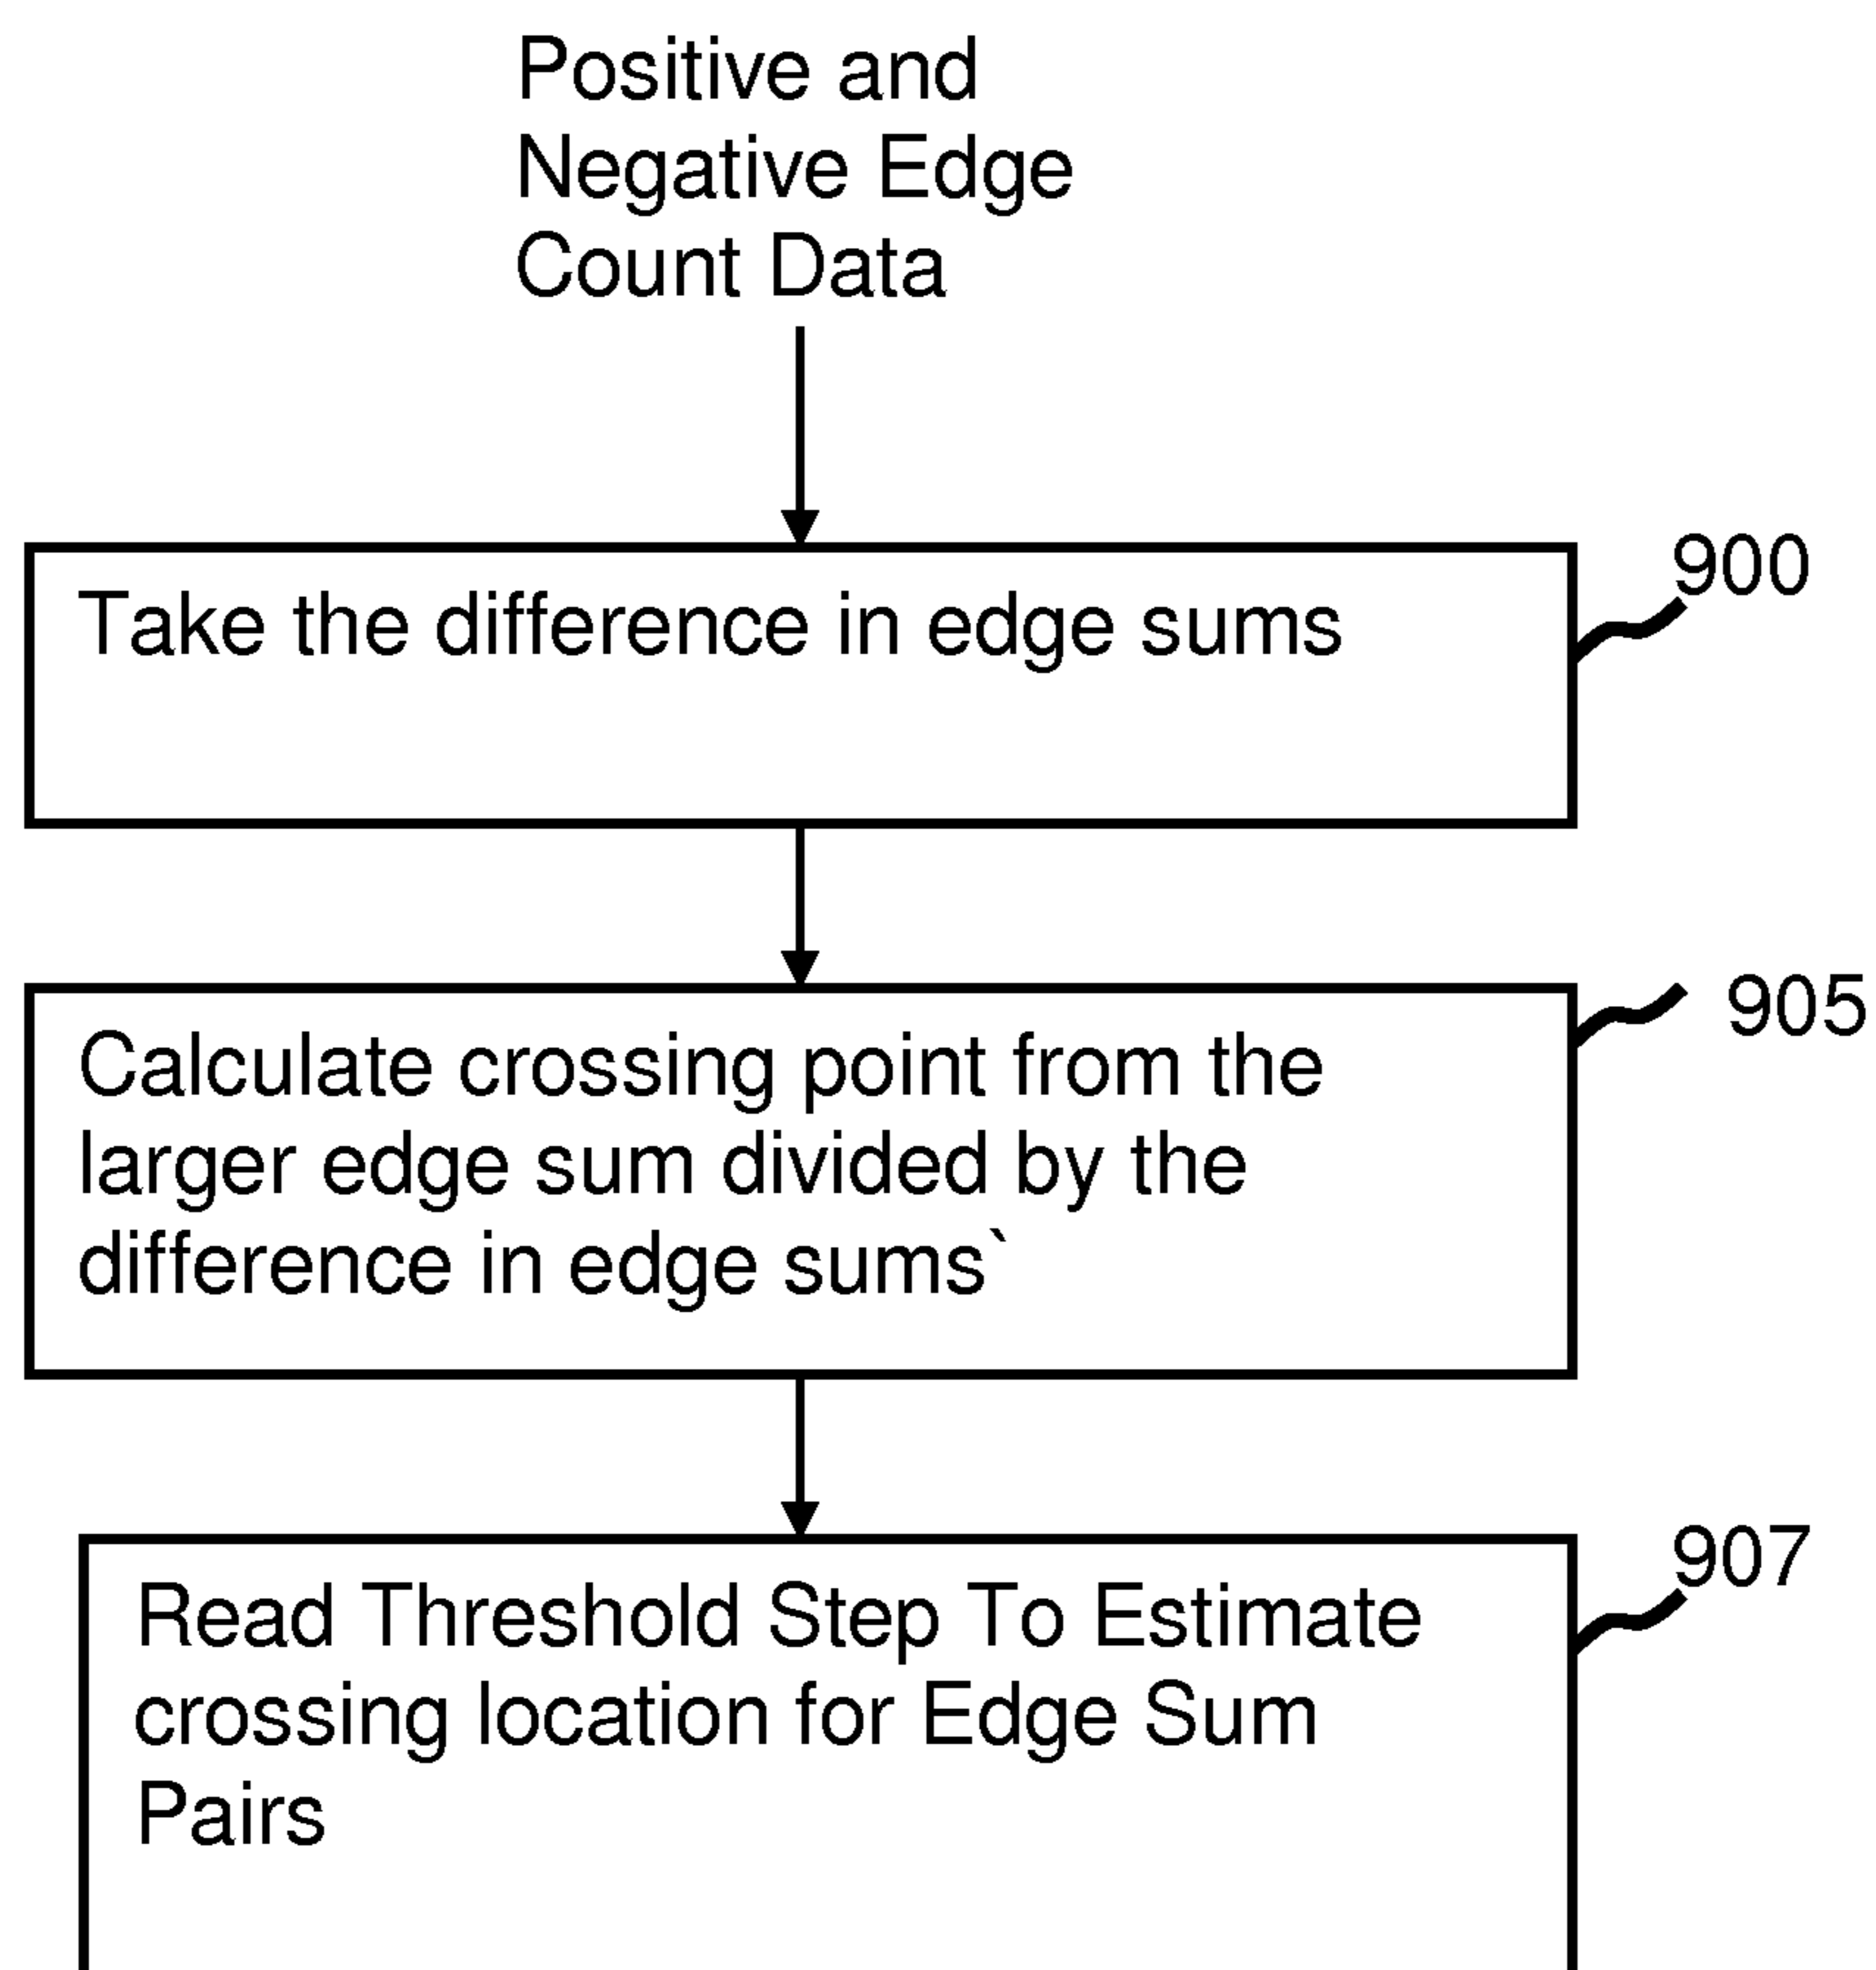 Positive and
Negative Edge
Count Data
900
Take the difference in edge sums
905
Calculate crossing point from the
larger edge sum divided by the
difference in edge sums`
907
Read Threshold Step To Estimate
crossing location for Edge Sum
Pairs